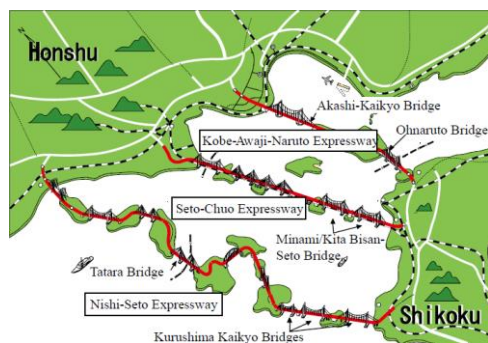 Honshu
Akashi-Kaikyo Bridge
Ohnaruto Bridge
Kobe-Awaji-Naruto Expressway
Seto-Chuo Expressway
Minami/Kita Bisan-
Seto Bridge
Tatara Bridge
Nishi-Seto Expressway
Shikoku
Kurushima Kaikyo Bridges